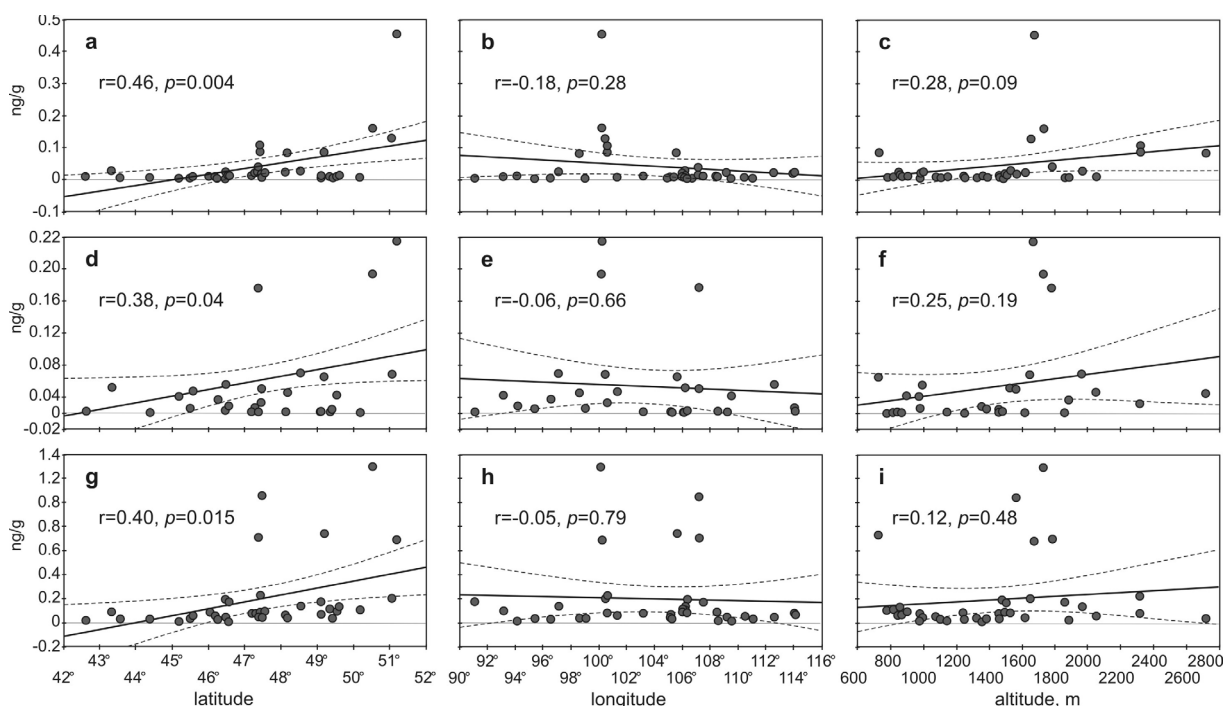 0.5
0.4
0.3
0.2
0.1
0
-0.1
ng/g
a
r=0.46, p=0.004
b
r=-0.18, p=0.28
c
r=0.28, p=0.09
0.22
0.20
0.16
0.12
0.08
0.04
0
-0.02
ng/g
d
r=0.38, p=0.04
e
r=-0.06, p=0.66
f
r=0.25, p=0.19
1.4
1.2
0.8
0.6
0.4
0.2
0
-0.2
ng/g
g
r=0.40, p=0.015
h
r=-0.05, p=0.79
i
r=0.12, p=0.48
43° 45° 47° 49° 51°
42° 44° 46° 48° 50° 52°
latitude
92° 96° 100° 104° 108° 112° 116°
90° 94° 98° 102° 106° 110° 114°
longitude
800 1200 1600 2000 2400 2800
600 1000 1400 1800 2200 2600
altitude, m